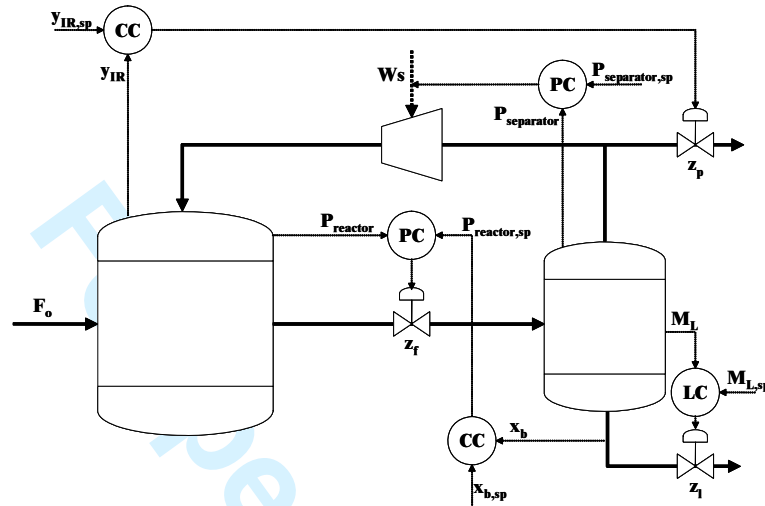 y_IR,sp
CC
y_IR
Ws
PC
P_separator,sp
P_separator
z_p
P_reactor
PC
P_reactor,sp
F_o
z_f
M_L
M_L,sp
LC
CC
x_b
x_b,sp
z_l